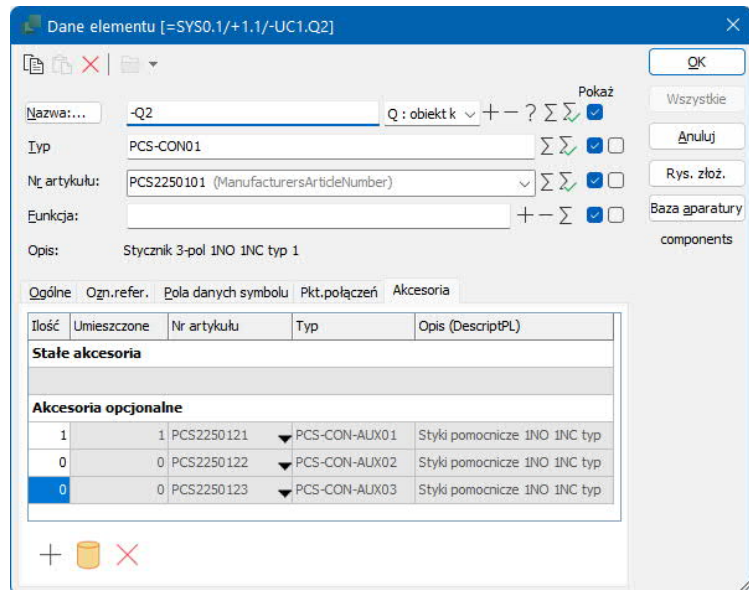 Dane elementu [=SYS0.1/+1.1/-UC1.Q2]
OK
Wszystkie
Anuluj
Rys. złoż.
Baza aparatury
components
Pokaż
Nazwa:... -Q2 Q : obiekt k
Typ PCS-CON01
Nr artykułu: PCS2250101 (ManufacturersArticleNumber)
Funkcja:
Opis: Stycznik 3-pol 1NO 1NC typ 1
Ogólne Ozn.refer. Pola danych symbolu Pkt.połączeń Akcesoria
Ilość Umieszczone Nr artykułu Typ Opis (DescriptPL)
Stałe akcesoria
Akcesoria opcjonalne
1 1 PCS2250121 PCS-CON-AUX01 Styki pomocnicze 1NO 1NC typ
0 0 PCS2250122 PCS-CON-AUX02 Styki pomocnicze 1NO 1NC typ
0 0 PCS2250123 PCS-CON-AUX03 Styki pomocnicze 1NO 1NC typ